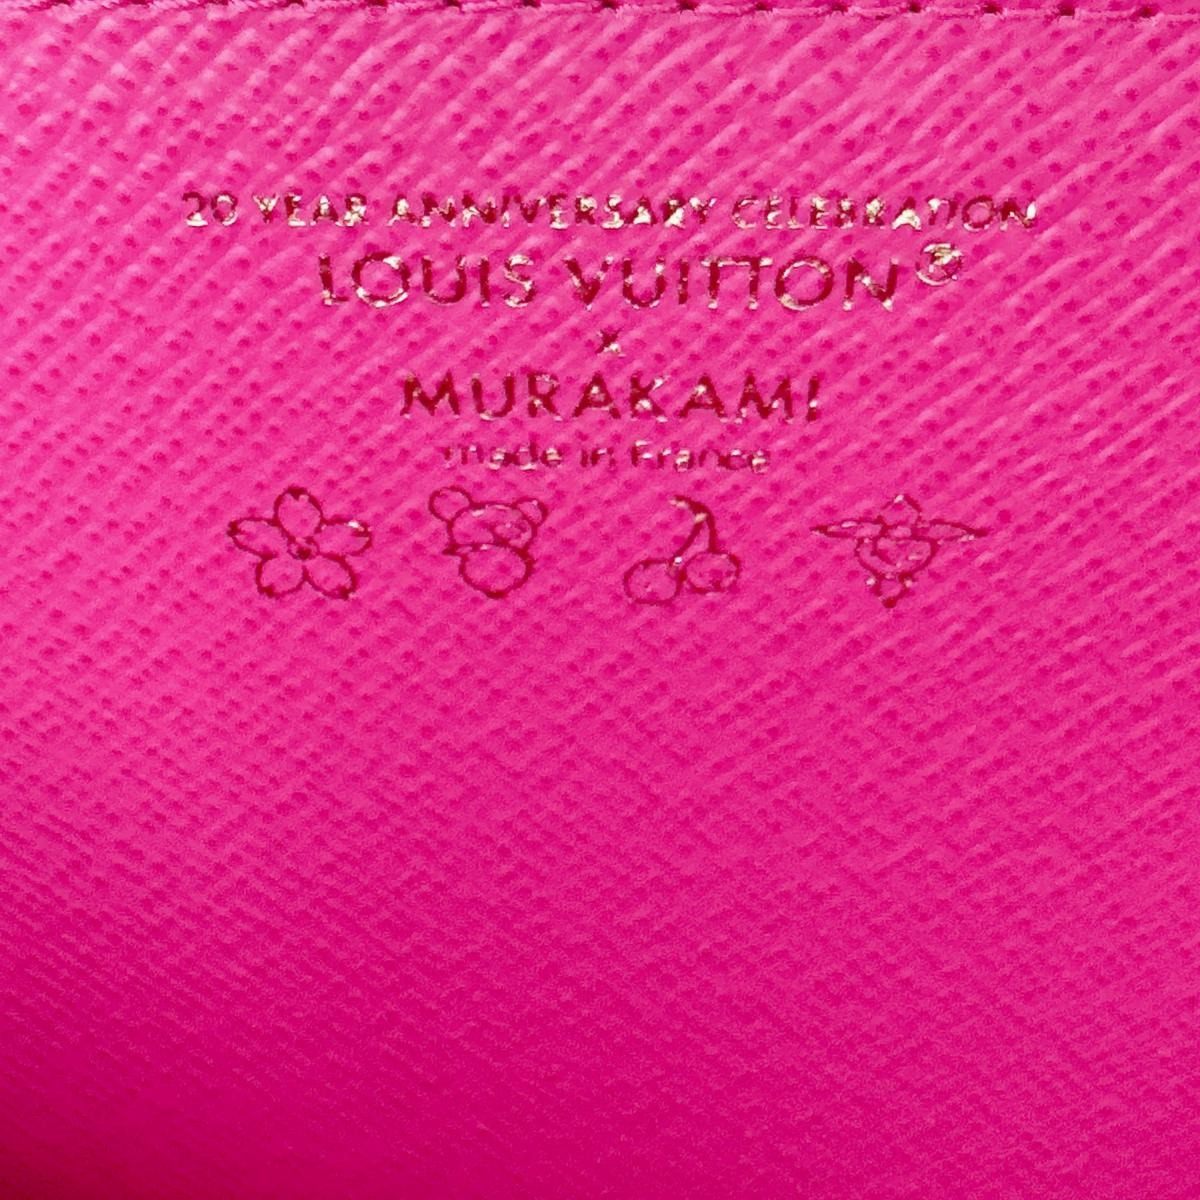 20 YEAR ANNIVERSARY CELEBRATION
LOUIS VUITTON®
x
MURAKAMI
made in France